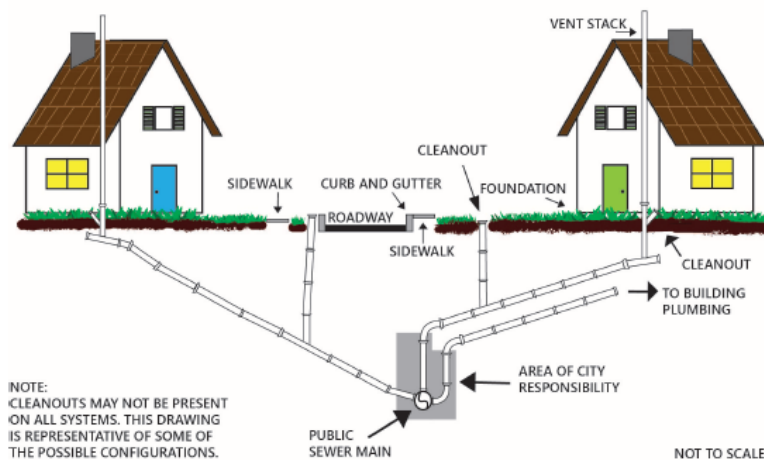 VENT STACK
CLEANOUT
SIDEWALK
CURB AND GUTTER
FOUNDATION
ROADWAY
SIDEWALK
CLEANOUT
TO BUILDING
PLUMBING
AREA OF CITY
RESPONSIBILITY
NOTE:
CLEANOUTS MAY NOT BE PRESENT
ON ALL SYSTEMS. THIS DRAWING
IS REPRESENTATIVE OF SOME OF
THE POSSIBLE CONFIGURATIONS.
PUBLIC
SEWER MAIN
NOT TO SCALE